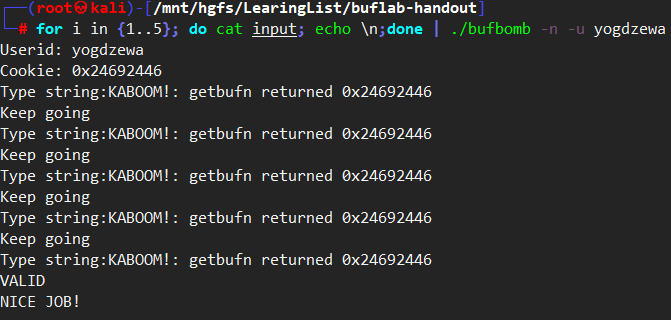 ┌──(root㉿kali)-[/mnt/hgfs/LearingList/buflab-handout]
└─# for i in {1..5}; do cat input; echo \n;done | ./bufbomb -n -u yogdzewa
Userid: yogdzewa
Cookie: 0x24692446
Type string:KABOOM!: getbufn returned 0x24692446
Keep going
Type string:KABOOM!: getbufn returned 0x24692446
Keep going
Type string:KABOOM!: getbufn returned 0x24692446
Keep going
Type string:KABOOM!: getbufn returned 0x24692446
Keep going
Type string:KABOOM!: getbufn returned 0x24692446
VALID
NICE JOB!